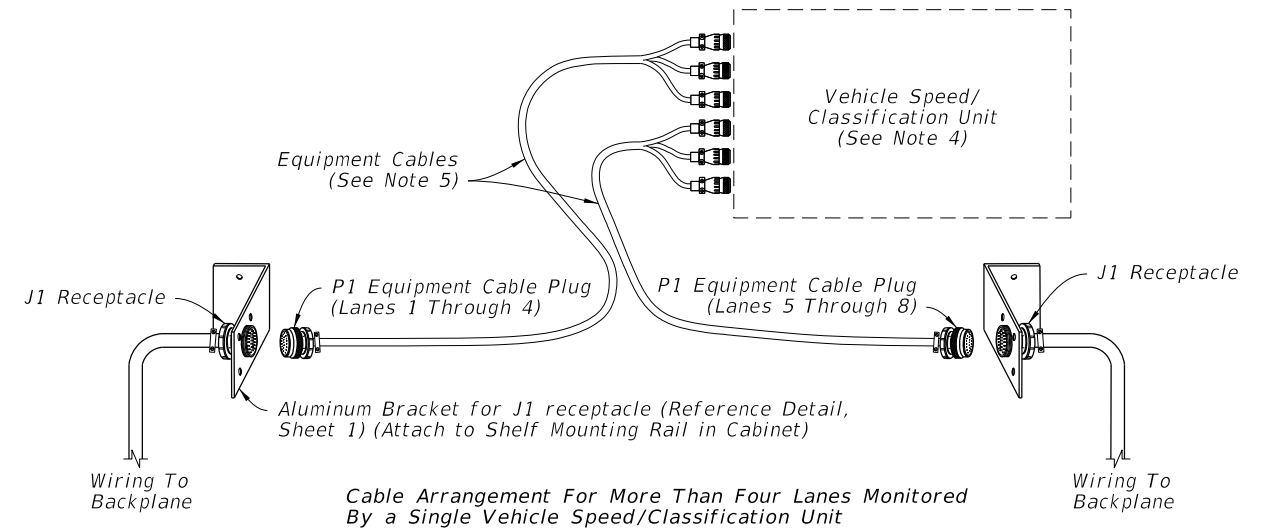 Vehicle Speed/
Classification Unit
(See Note 4)
Equipment Cables
(See Note 5)
J1 Receptacle
P1 Equipment Cable Plug
(Lanes 1 Through 4)
P1 Equipment Cable Plug
(Lanes 5 Through 8)
J1 Receptacle
Aluminum Bracket for J1 receptacle (Reference Detail,
Sheet 1) (Attach to Shelf Mounting Rail in Cabinet)
Wiring To
Backplane
Wiring To
Backplane
Cable Arrangement For More Than Four Lanes Monitored
By a Single Vehicle Speed/Classification Unit